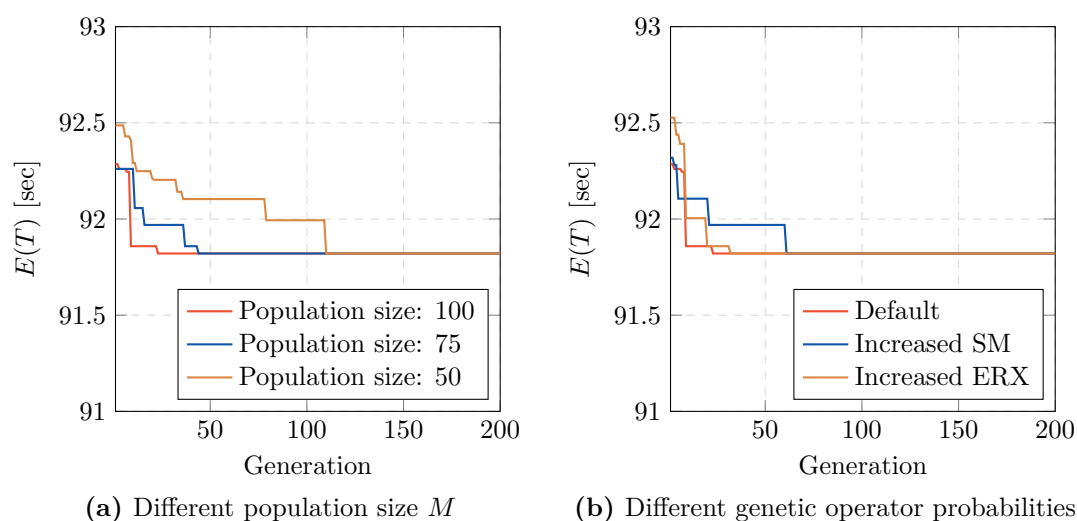 93
92.5
92
91.5
91
E(T) [sec]
Population size: 100
Population size: 75
Population size: 50
50
100
150
200
Generation
(a) Different population size M
93
92.5
92
91.5
91
E(T) [sec]
Default
Increased SM
Increased ERX
50
100
150
200
Generation
(b) Different genetic operator probabilities